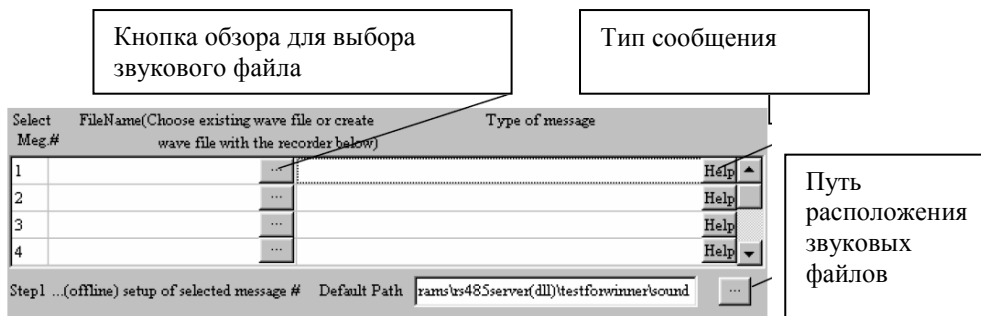 Кнопка обзора для выбора
звукового файла
Тип сообщения
Select FileName(Choose existing wave file or create Type of message
Meg.# wave file with the recorder below)
1 ... Help
2 ... Help
3 ... Help
4 ... Help
Путь
расположения
звуковых
файлов
Step1 ...(offline) setup of selected message # Default Path rams\rs485server(dll)\testforwinner\sound ...